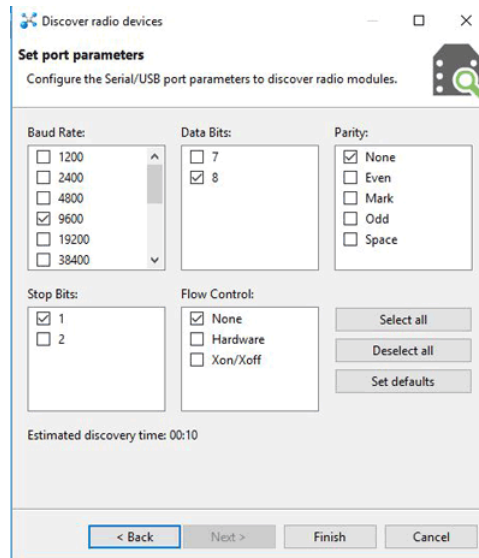 Discover radio devices
Set port parameters
Configure the Serial/USB port parameters to discover radio modules.
Baud Rate:
1200
2400
4800
9600
19200
38400
Data Bits:
7
8
Parity:
None
Even
Mark
Odd
Space
Stop Bits:
1
2
Flow Control:
None
Hardware
Xon/Xoff
Select all
Deselect all
Set defaults
Estimated discovery time: 00:10
< Back Next > Finish Cancel